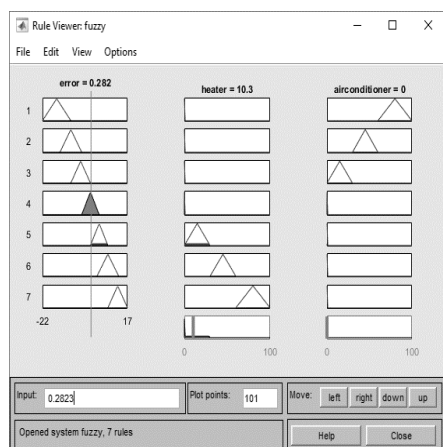 Rule Viewer: fuzzy
File Edit View Options
error = 0.282 heater = 10.3 airconditioner = 0
1
2
3
4
5
6
7
-22 17
0 100 0 100
Input: 0.2823 Plot points: 101 Move: left right down up
Opened system fuzzy, 7 rules Help Close